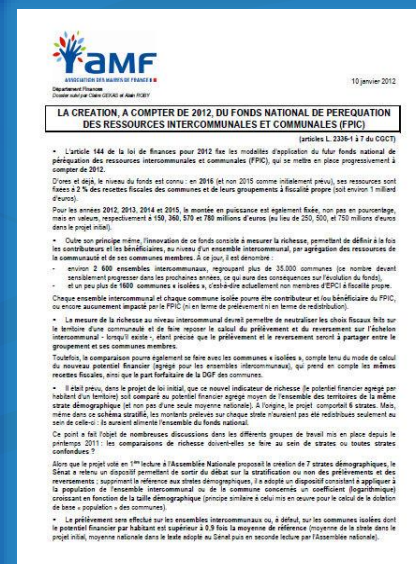 AMF
ASSOCIATION DES MAIRES DE FRANCE
10 janvier 2012
Département Finances
Dossier suivi par Claire GEKAS et Alain ROBY
LA CREATION, A COMPTER DE 2012, DU FONDS NATIONAL DE PEREQUATION
DES RESSOURCES INTERCOMMUNALES ET COMMUNALES (FPIC)
(articles L. 2336-1 à 7 du CGCT)
• L'article 144 de la loi de finances pour 2012 fixe les modalités d'application du futur fonds national de
péréquation des ressources intercommunales et communales (FPIC), qui se mettra en place progressivement à
compter de 2012.
D'ores et déjà, le niveau du fonds est connu : en 2016 (et non 2015 comme initialement prévu), ses ressources sont
fixées à 2 % des recettes fiscales des communes et de leurs groupements à fiscalité propre (soit environ 1 milliard
d'euros).
Pour les années 2012, 2013, 2014 et 2015, la montée en puissance est également fixée, non pas en pourcentage,
mais en valeurs, respectivement à 150, 360, 570 et 780 millions d'euros (au lieu de 250, 500, et 750 millions d'euros
dans le projet initial).
• Outre son principe même, l'innovation de ce fonds consiste à mesurer la richesse, permettant de définir à la fois
les contributeurs et les bénéficiaires, au niveau d'un ensemble intercommunal, par agrégation des ressources de
la communauté et de ses communes membres. A ce jour, il est dénombré :
- environ 2 600 ensembles intercommunaux, regroupant plus de 35.000 communes (ce nombre devant
sensiblement progresser dans les prochaines années, ce qui aura des conséquences sur l'évolution du fonds),
- et un peu plus de 1600 communes « isolées », c'est-à-dire actuellement non membres d'EPCI à fiscalité propre.
Chaque ensemble intercommunal et chaque commune isolée pourra être contributeur et /ou bénéficiaire du FPIC,
ou encore aucunement impacté par le FPIC (ni en terme de prélèvement ni en terme de redistribution).
• La mesure de la richesse au niveau intercommunal devrait permettre de neutraliser les choix fiscaux faits sur
le territoire d'une communauté et de faire reposer le calcul du prélèvement et du reversement sur l'échelon
intercommunal - lorsqu'il existe -, étant précisé que le prélèvement et le reversement seront à partager entre le
groupement et ses communes membres.
Toutefois, la comparaison pourra également se faire avec les communes « isolées », compte tenu du mode de calcul
du nouveau potentiel financier (agrégé pour les ensembles intercommunaux), qui prend en compte les mêmes
recettes fiscales, ainsi que la part forfaitaire de la DGF des communes.
• Il était prévu, dans le projet de loi initial, que ce nouvel indicateur de richesse (le potentiel financier agrégé par
habitant d'un territoire) soit comparé au potentiel financier agrégé moyen de l'ensemble des territoires de la même
strate démographique (et non pas d'une seule moyenne nationale). A l'origine, le projet comportait 6 strates. Mais,
même dans ce schéma stratifié, les montants prélevés sur chaque strate n'auraient pas été redistribués seulement au
sein de celle-ci : ils auraient alimenté l'ensemble du fonds national.
Ce point a fait l'objet de nombreuses discussions dans les différents groupes de travail mis en place depuis le
printemps 2011 : les comparaisons de richesse doivent-elles se faire au sein de strates ou toutes strates
confondues ?
Alors que le projet voté en 1ère lecture à l'Assemblée Nationale proposait la création de 7 strates démographiques, le
Sénat a retenu un dispositif permettant de sortir du débat sur la stratification ou non des prélèvements et des
reversements ; supprimant la référence aux strates démographiques, il a adopté un dispositif consistant à appliquer à
la population de l'ensemble intercommunal ou de la commune concernés un coefficient (logarithmique)
croissant en fonction de la taille démographique (principe similaire à celui mis en œuvre pour le calcul de la dotation
de base « population » des communes).
• Le prélèvement sera effectué sur les ensembles intercommunaux ou, à défaut, sur les communes isolées dont
le potentiel financier par habitant est supérieur à 0,9 fois la moyenne de référence (moyenne de la strate dans le
projet initial, moyenne nationale dans le texte adopté au Sénat puis en seconde lecture par l'Assemblée nationale).